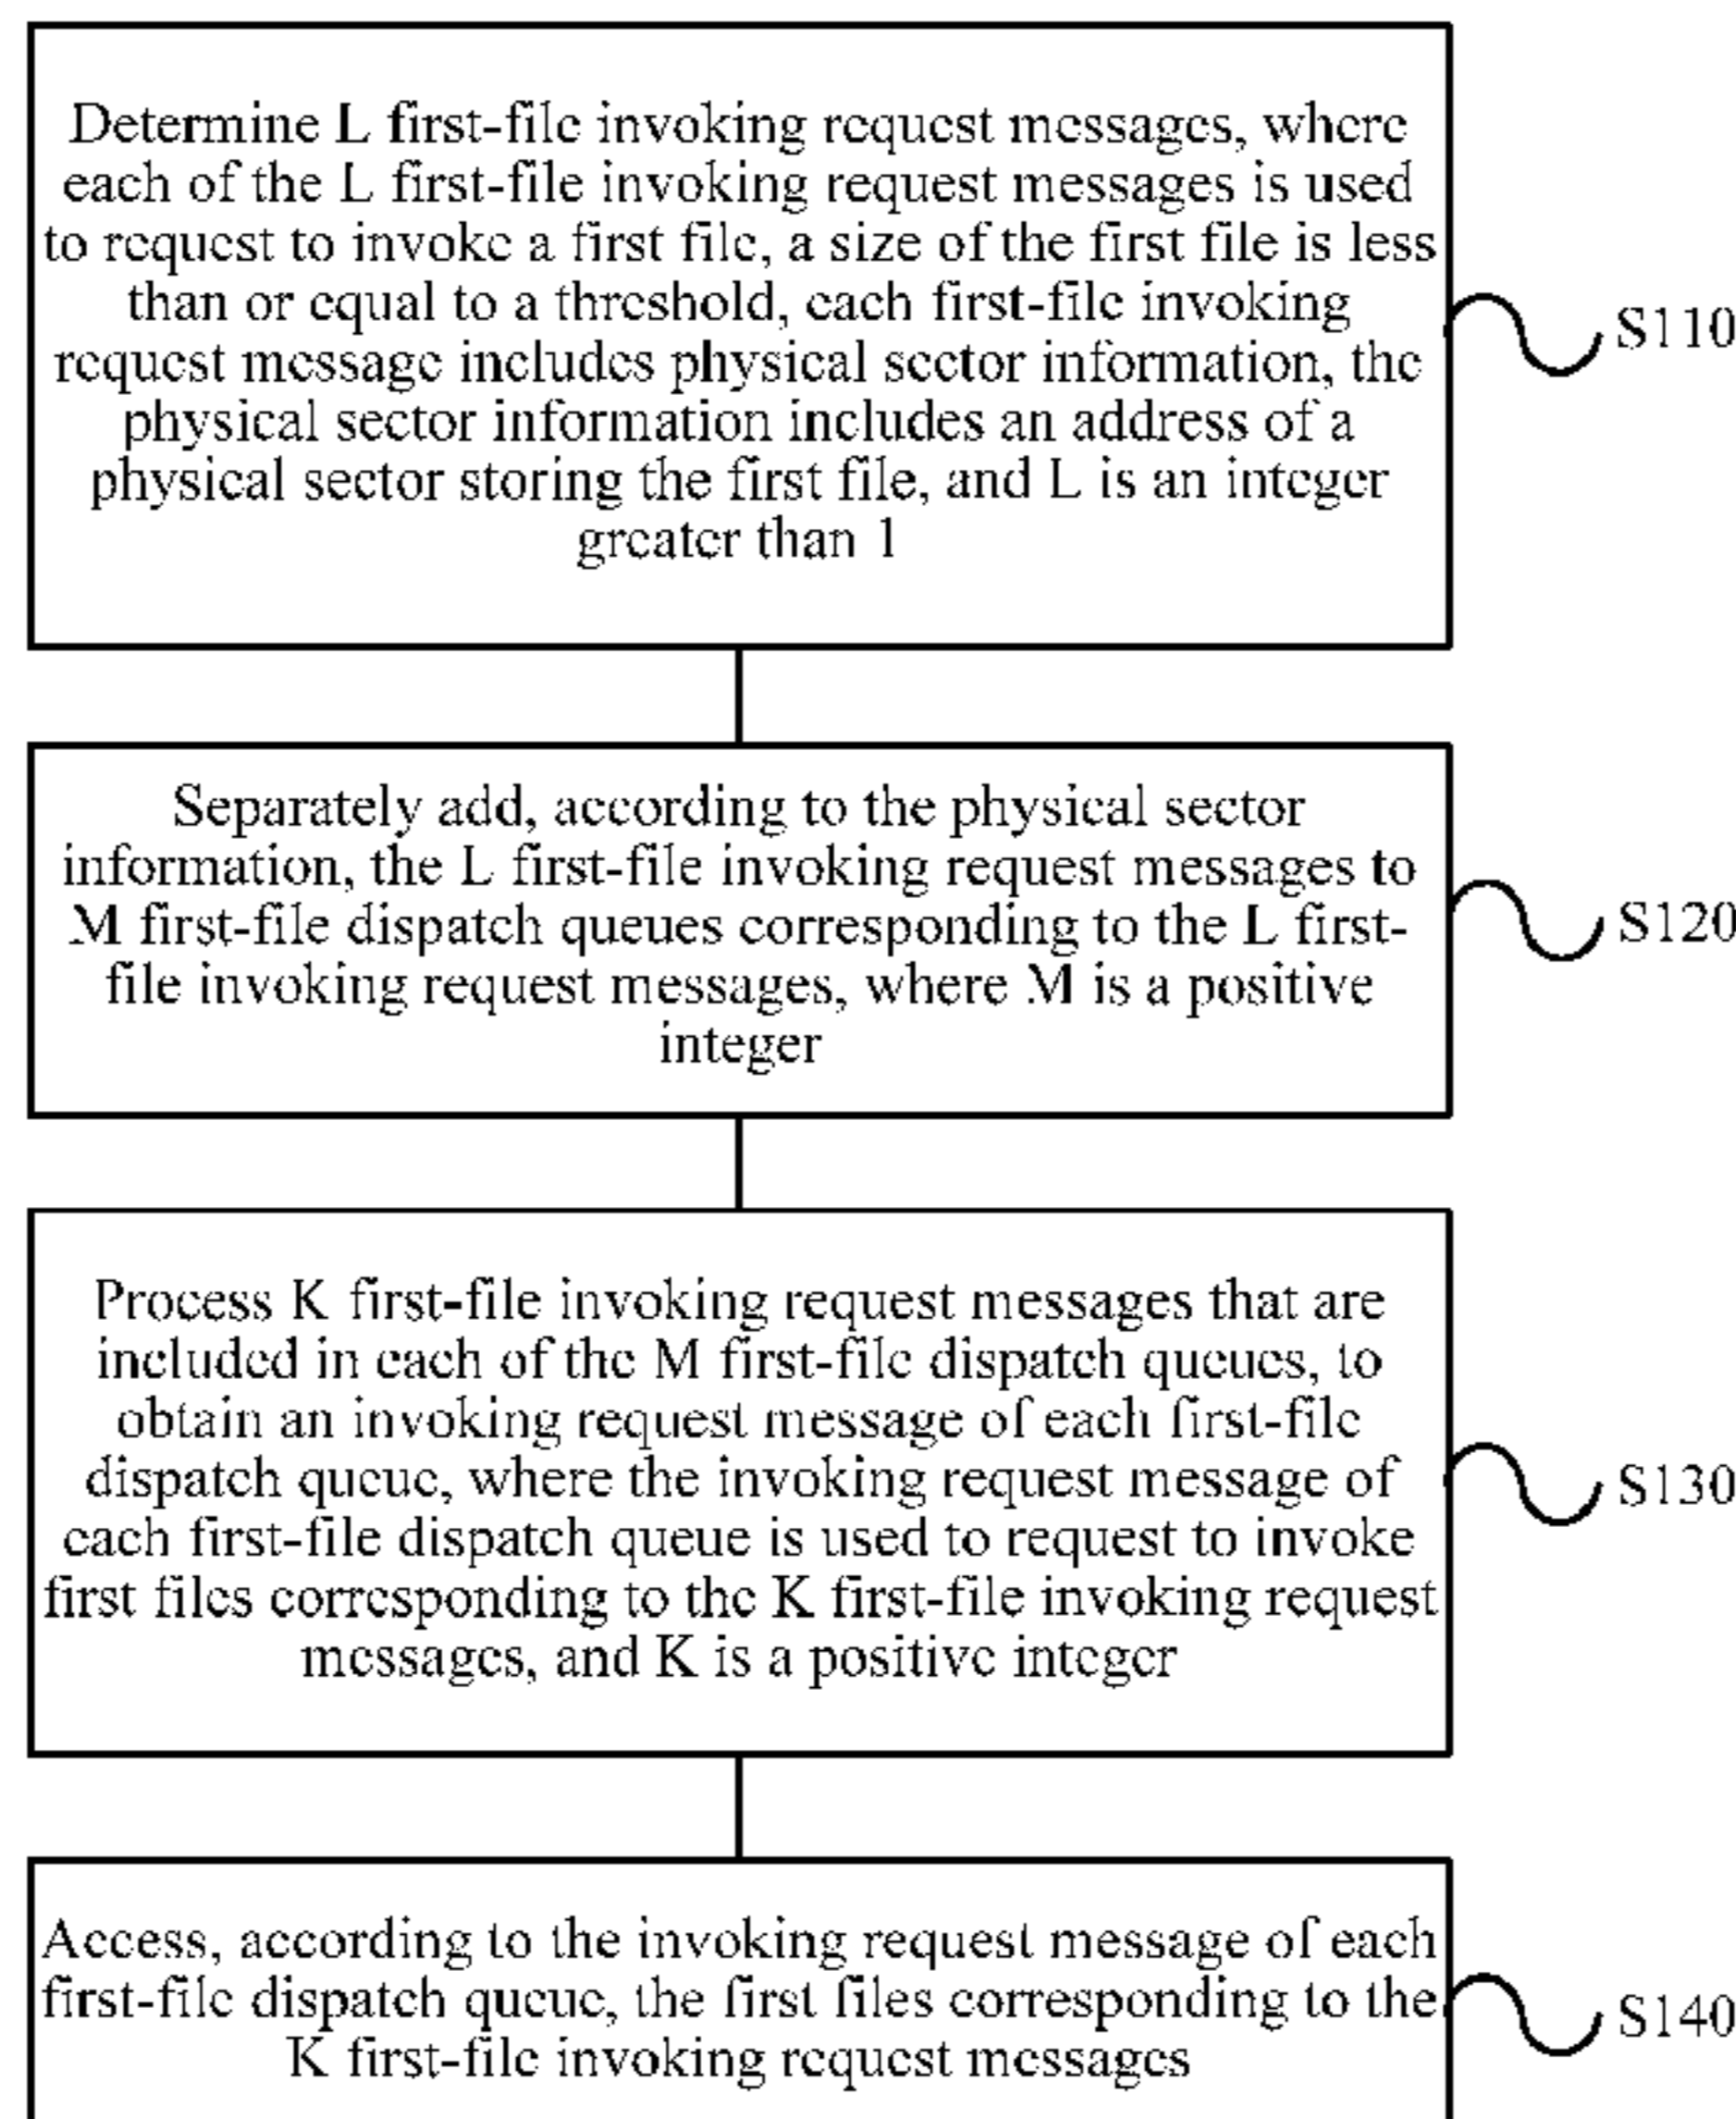 Determine L first-file invoking request messages, where
each of the L first-file invoking request messages is used
to request to invoke a first file, a size of the first file is less
than or equal to a threshold, each first-file invoking
request message includes physical sector information, the
physical sector information includes an address of a
physical sector storing the first file, and L is an integer
greater than 1
S110
Separately add, according to the physical sector
information, the L first-file invoking request messages to
M first-file dispatch queues corresponding to the L first-
file invoking request messages, where M is a positive
integer
S120
Process K first-file invoking request messages that are
included in each of the M first-file dispatch queues, to
obtain an invoking request message of each first-file
dispatch queue, where the invoking request message of
each first-file dispatch queue is used to request to invoke
first files corresponding to the K first-file invoking request
messages, and K is a positive integer
S130
Access, according to the invoking request message of each
first-file dispatch queue, the first files corresponding to the
K first-file invoking request messages
S140